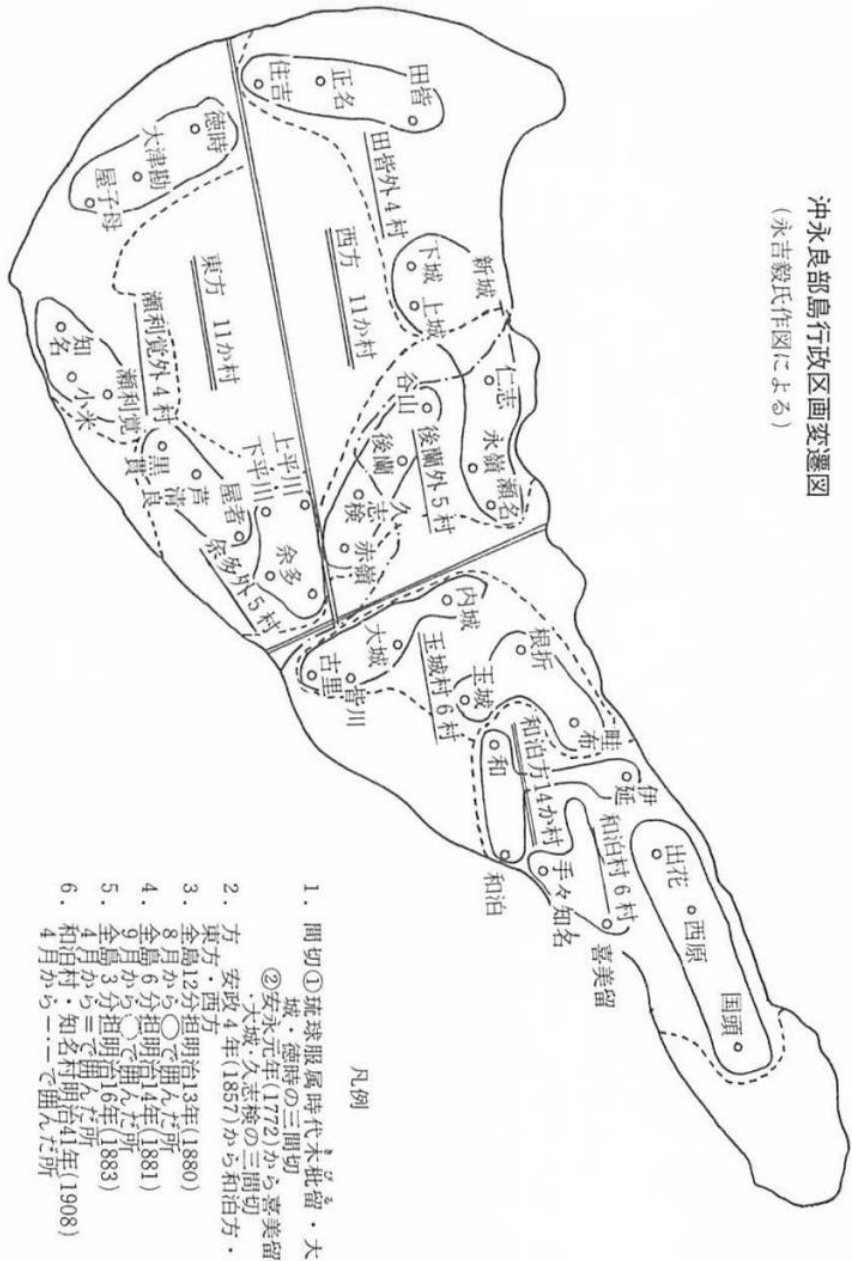 沖永良部島行政区画変遷図
(永吉毅氏作図による)
田皆
正名
住吉
田皆外4村
徳時
大津勘
屋子母
西方 11か村
東方 11か村
新城
下城
上城
仁志
永嶺
瀬名
谷山
後蘭
後蘭外5村
久志検
赤嶺
瀬利覚外4村
知名
小米
瀬利覚
黒貫
芦清良
屋者
上平川
下平川
余多
余多外5村
内城
大城
皆川
古里
玉城村6村
玉城
根折
畦布
和泊方14か村
和
和泊
伊延
和泊村6村
手々知名
喜美留
出花
西原
国頭
凡例
1. 間切①琉球服属時代木枇留・大
きびる
城・徳時の三間切
②安永元年(1772)から喜美留
・大城・久志検の三間切
2. 方 安政4年(1857)から和泊方・
東方・西方
3. 全島12分担明治13年(1880)
8月から◯で囲んだ所
4. 全島6分担明治14年(1881)
9月から◌で囲んだ所
5. 全島3分担明治16年(1883)
4月から=で囲んだ所
6. 和泊村・知名村明治41年(1908)
4月から-・-で囲んだ所